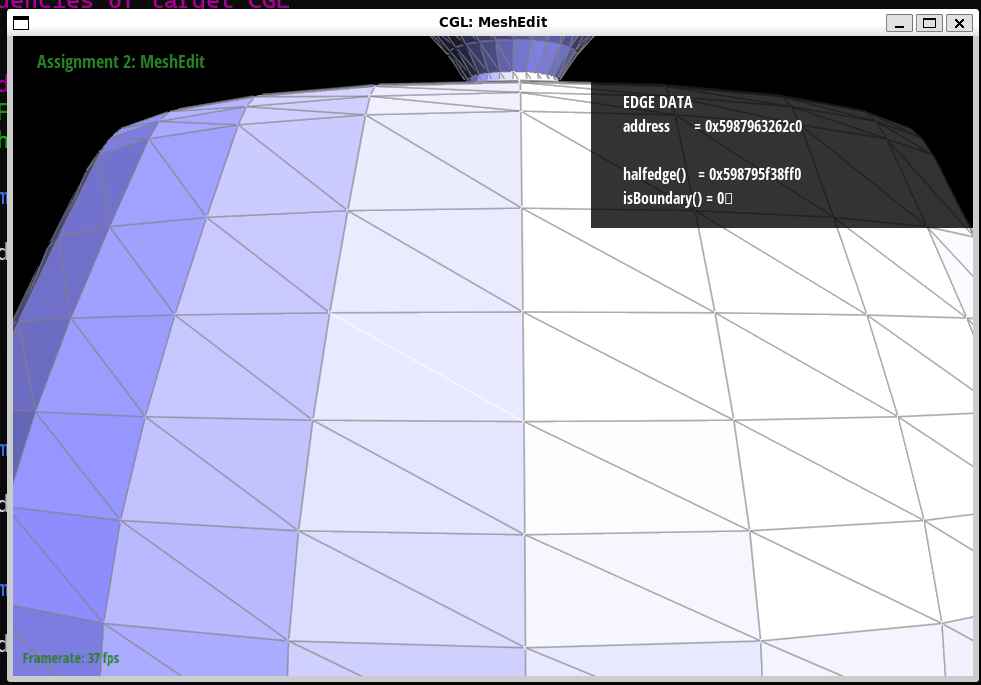 dencies of target CGL
CGL: MeshEdit
Assignment 2: MeshEdit
EDGE DATA
address = 0x5987963262c0
halfedge() = 0x598795f38ff0
isBoundary() = 0
Framerate: 37 fps